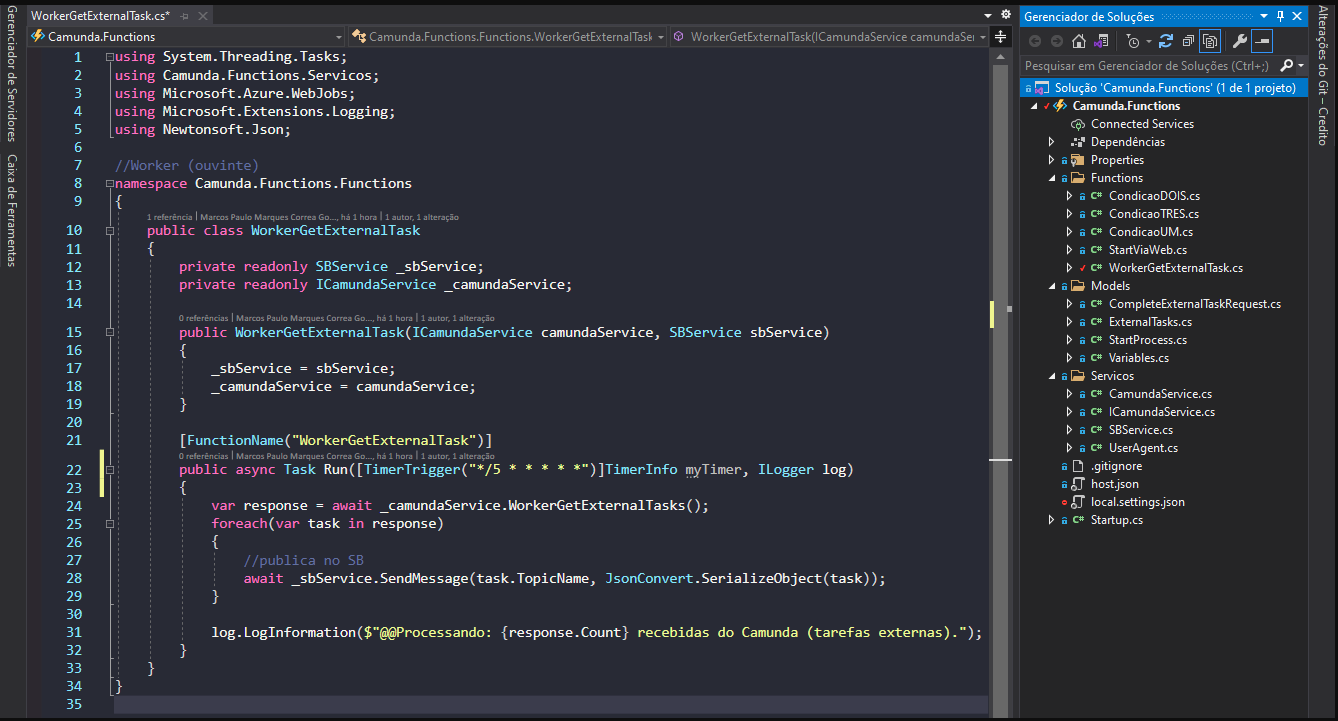 WorkerGetExternalTask.cs*
Gerenciador de Servidores
Caixa de Ferramentas
Camunda.Functions
Camunda.Functions.Functions.WorkerGetExternalTask
WorkerGetExternalTask(ICamundaService camundaSer
1 using System.Threading.Tasks;
2 using Camunda.Functions.Servicos;
3 using Microsoft.Azure.WebJobs;
4 using Microsoft.Extensions.Logging;
5 using Newtonsoft.Json;
6
7 //Worker (ouvinte)
8 namespace Camunda.Functions.Functions
9 {
1 referência | Marcos Paulo Marques Correa Go..., há 1 hora | 1 autor, 1 alteração
10 public class WorkerGetExternalTask
11 {
12 private readonly SBService _sbService;
13 private readonly ICamundaService _camundaService;
14
0 referências | Marcos Paulo Marques Correa Go..., há 1 hora | 1 autor, 1 alteração
15 public WorkerGetExternalTask(ICamundaService camundaService, SBService sbService)
16 {
17 _sbService = sbService;
18 _camundaService = camundaService;
19 }
20
21 [FunctionName("WorkerGetExternalTask")]
0 referências | Marcos Paulo Marques Correa Go..., há 1 hora | 1 autor, 1 alteração
22 public async Task Run([TimerTrigger("*/5 * * * * *")]TimerInfo myTimer, ILogger log)
23 {
24 var response = await _camundaService.WorkerGetExternalTasks();
25 foreach(var task in response)
26 {
27 //publica no SB
28 await _sbService.SendMessage(task.TopicName, JsonConvert.SerializeObject(task));
29 }
30
31 log.LogInformation($"@@Processando: {response.Count} recebidas do Camunda (tarefas externas).");
32 }
33 }
34 }
35
Gerenciador de Soluções
Pesquisar em Gerenciador de Soluções (Ctrl+;)
Solução 'Camunda.Functions' (1 de 1 projeto)
Camunda.Functions
Connected Services
Dependências
Properties
Functions
C# CondicaoDOIS.cs
C# CondicaoTRES.cs
C# CondicaoUM.cs
C# StartViaWeb.cs
C# WorkerGetExternalTask.cs
Models
C# CompleteExternalTaskRequest.cs
C# ExternalTasks.cs
C# StartProcess.cs
C# Variables.cs
Servicos
C# CamundaService.cs
C# ICamundaService.cs
C# SBService.cs
C# UserAgent.cs
.gitignore
host.json
local.settings.json
C# Startup.cs
Alterações do Git – Credito